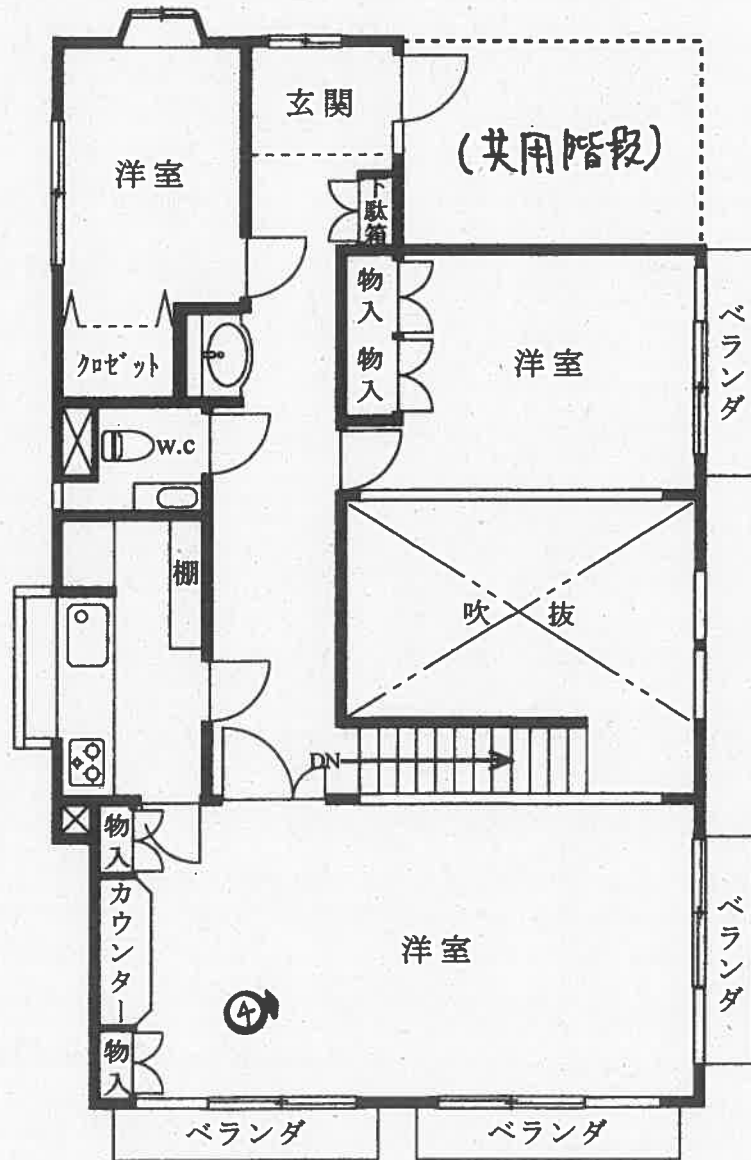 玄関
(共用階段)
洋室
下駄箱
物入
物入
洋室
ベランダ
クロゼット
W.C
棚
吹 抜
DN
物入
カウンター
洋室
ベランダ
④
物入
ベランダ
ベランダ